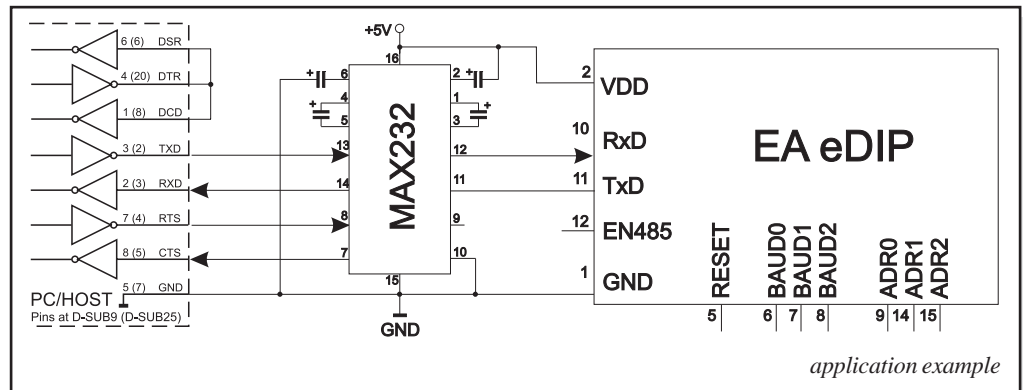 +5V
6 (6) DSR
4 (20) DTR
1 (8) DCD
3 (2) TXD
2 (3) RXD
7 (4) RTS
8 (5) CTS
5 (7) GND
PC/HOST
Pins at D-SUB9 (D-SUB25)
16
+ 6
+ 4
5
13
14
8
7
15
MAX232
2 +
1
+
3
12
11
9
10
GND
2 VDD
10 RxD
11 TxD
12 EN485
1 GND
EA eDIP
RESET
BAUD0
BAUD1
BAUD2
ADR0
ADR1
ADR2
5
6
7
8
9
14
15
application example